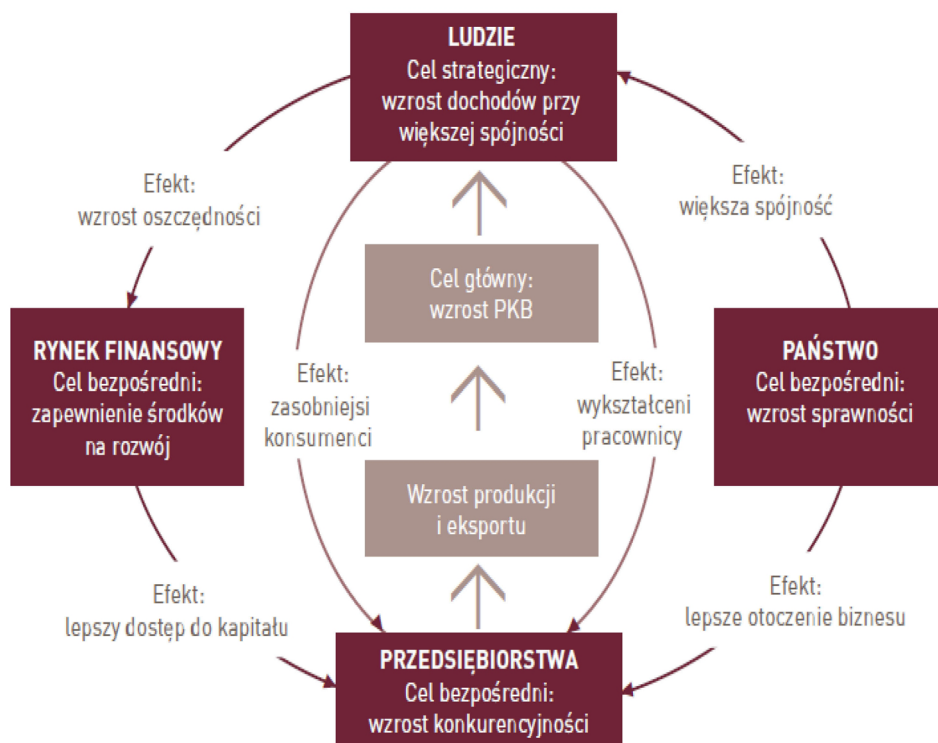 LUDZIE
Cel strategiczny:
wzrost dochodów przy
większej spójności
Efekt:
wzrost oszczędności
Efekt:
większa spójność
Cel główny:
wzrost PKB
RYNEK FINANSOWY
Cel bezpośredni:
zapewnienie środków
na rozwój
Efekt:
zasobniejsi
konsumenci
Efekt:
wykształceni
pracownicy
PAŃSTWO
Cel bezpośredni:
wzrost sprawności
Wzrost produkcji
i eksportu
Efekt:
lepszy dostęp do kapitału
Efekt:
lepsze otoczenie biznesu
PRZEDSIĘBIORSTWA
Cel bezpośredni:
wzrost konkurencyjności